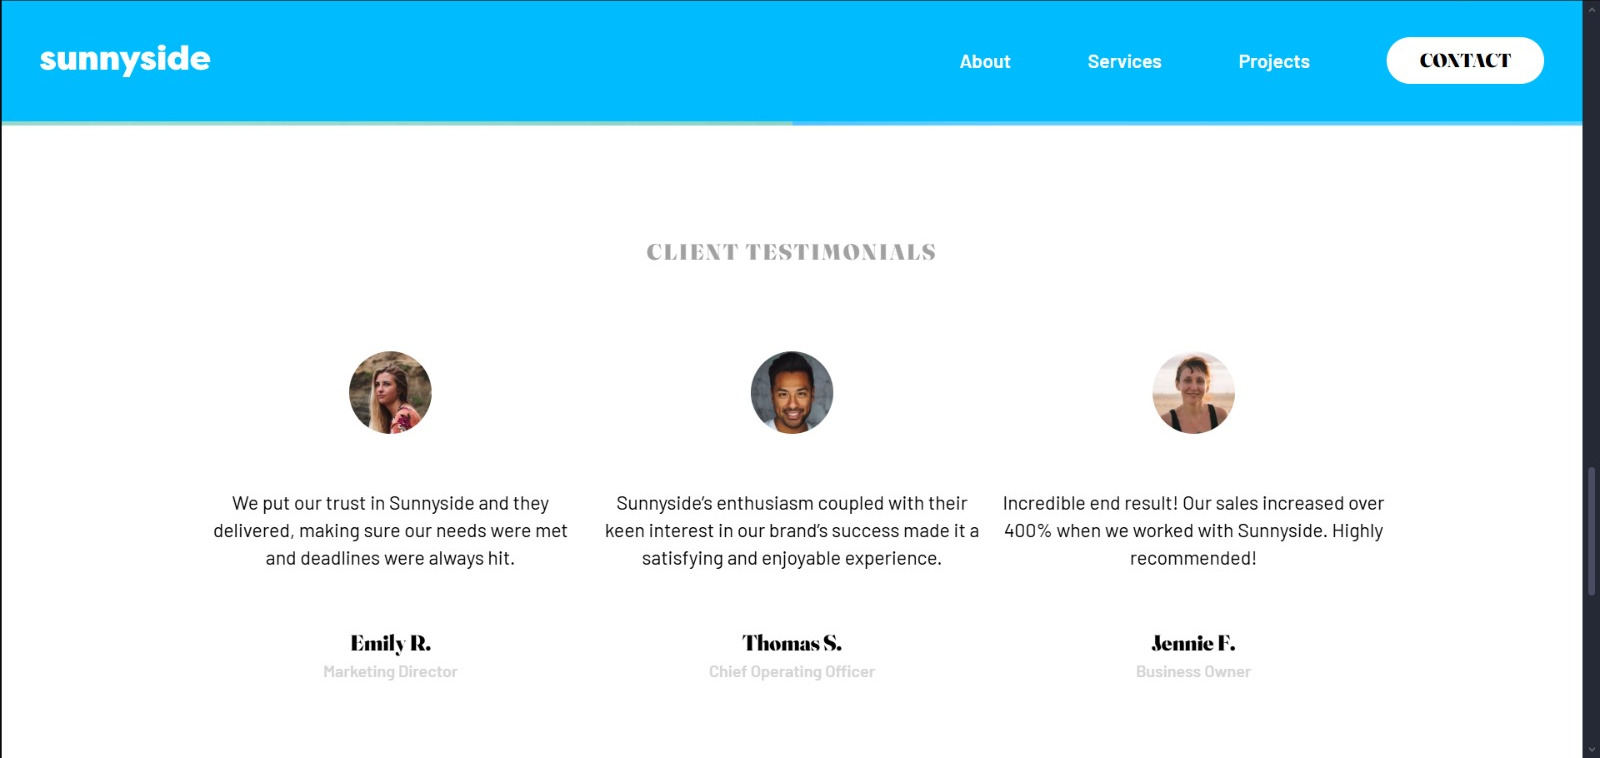 sunnyside
About Services Projects CONTACT
CLIENT TESTIMONIALS
We put our trust in Sunnyside and they
delivered, making sure our needs were met
and deadlines were always hit.
Emily R.
Marketing Director
Sunnyside’s enthusiasm coupled with their
keen interest in our brand’s success made it a
satisfying and enjoyable experience.
Thomas S.
Chief Operating Officer
Incredible end result! Our sales increased over
400% when we worked with Sunnyside. Highly
recommended!
Jennie F.
Business Owner